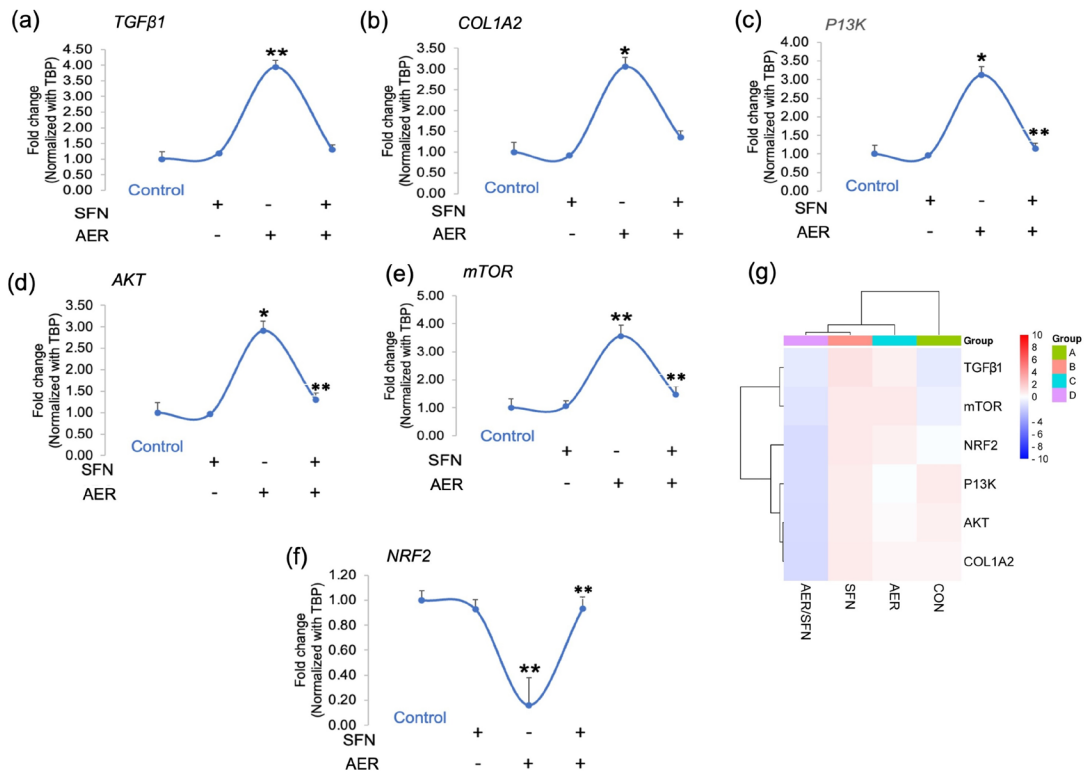 (a) TGFβ1
Fold change
(Normalized with TBP)
4.50
4.00
3.50
3.00
2.50
2.00
1.50
1.00
0.50
0.00
**
Control
SFN + - +
AER - + +
(b) COL1A2
Fold change
(Normalized with TBP)
3.50
3.00
2.50
2.00
1.50
1.00
0.50
0.00
*
Control
SFN + - +
AER - + +
(c) P13K
Fold change
(Normalized with TBP)
4.00
3.50
3.00
2.50
2.00
1.50
1.00
0.50
0.00
*
**
Control
SFN + - +
AER - + +
(d) AKT
Fold change
(Normalized with TBP)
3.50
3.00
2.50
2.00
1.50
1.00
0.50
0.00
*
**
Control
SFN + - +
AER - + +
(e) mTOR
Fold change
(Normalized with TBP)
5.00
4.00
3.00
2.00
1.00
0.00
**
**
Control
SFN + - +
AER - + +
(f) NRF2
Fold change
(Normalized with TBP)
1.20
1.00
0.80
0.60
0.40
0.20
0.00
**
**
Control
SFN + - +
AER - + +
(g)
Group
TGFβ1
mTOR
NRF2
P13K
AKT
COL1A2
AER/SFN
SFN
AER
CON
10
8
6
4
2
0
- 4
- 6
- 8
- 10
Group
A
B
C
D